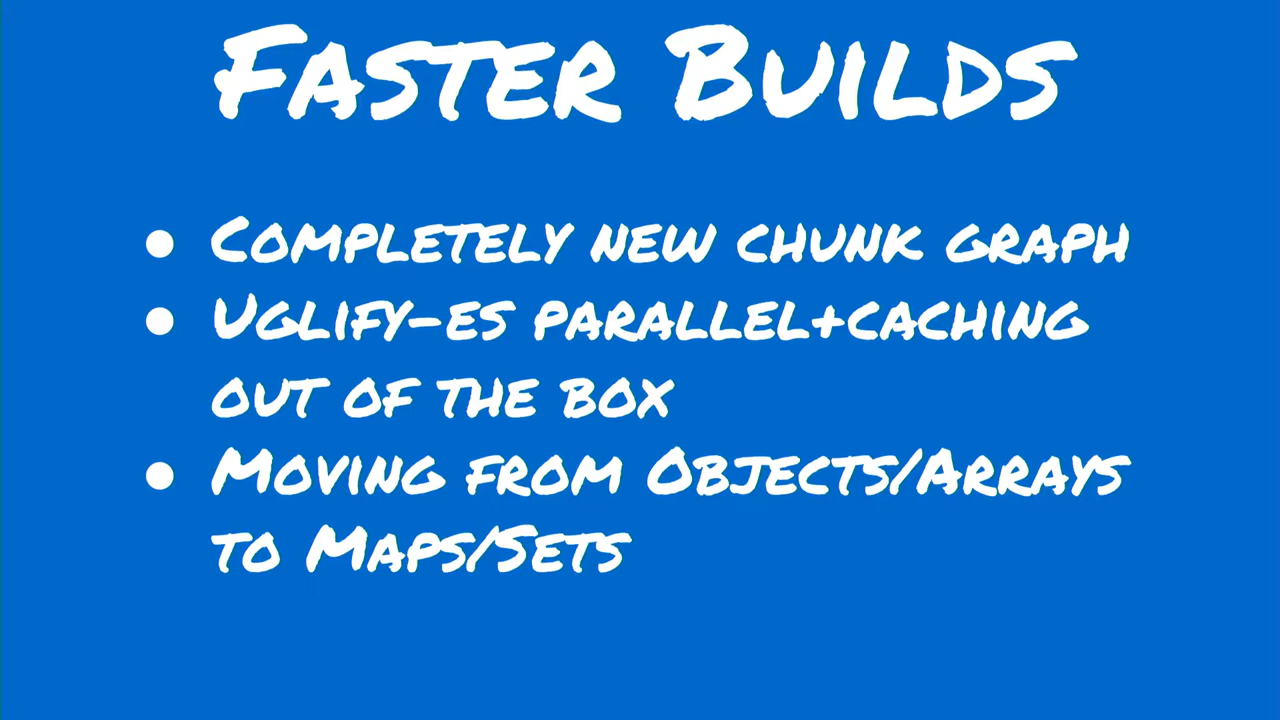 Faster Builds
● Completely new chunk graph
● Uglify-es parallel+caching
out of the box
● Moving from Objects/Arrays
to Maps/Sets